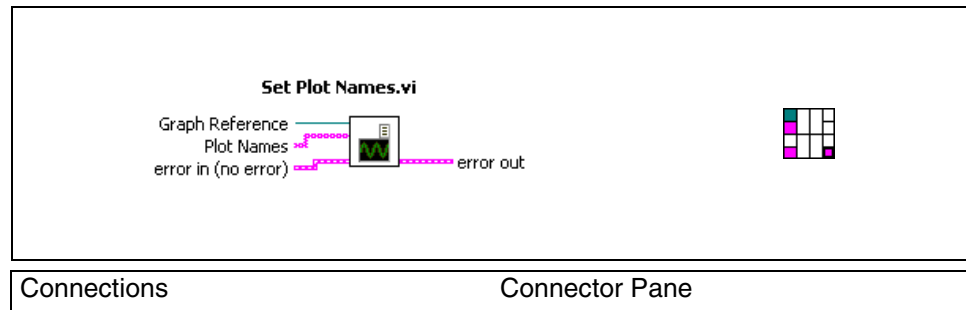 Set Plot Names.vi
Graph Reference
Plot Names
error in (no error)
error out
Connections
Connector Pane